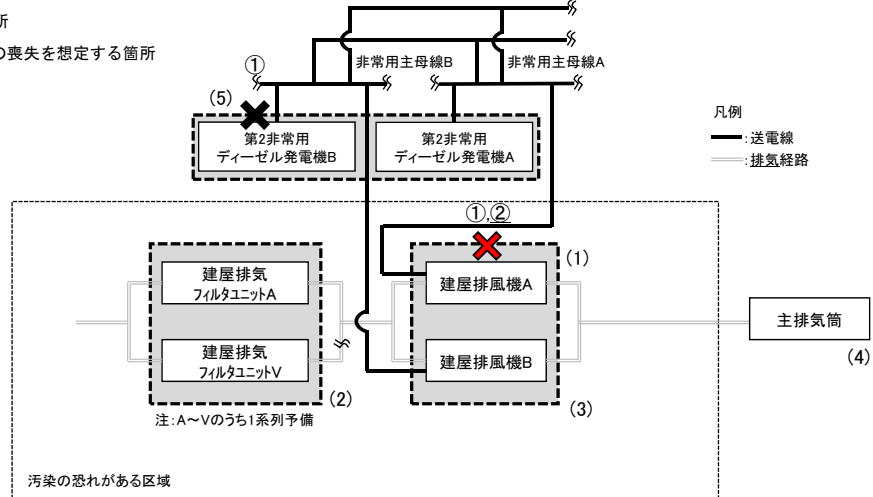 所
の喪失を想定する箇所
①
非常用主母線B
非常用主母線A
(5)
第2非常用
ディーゼル発電機B
第2非常用
ディーゼル発電機A
凡例
:送電線
:排気経路
①,②
(1)
建屋排気
フィルタユニットA
建屋排風機A
主排気筒
(4)
建屋排気
フィルタユニットV
建屋排風機B
(2)
(3)
注:A～Vのうち1系列予備
汚染の恐れがある区域